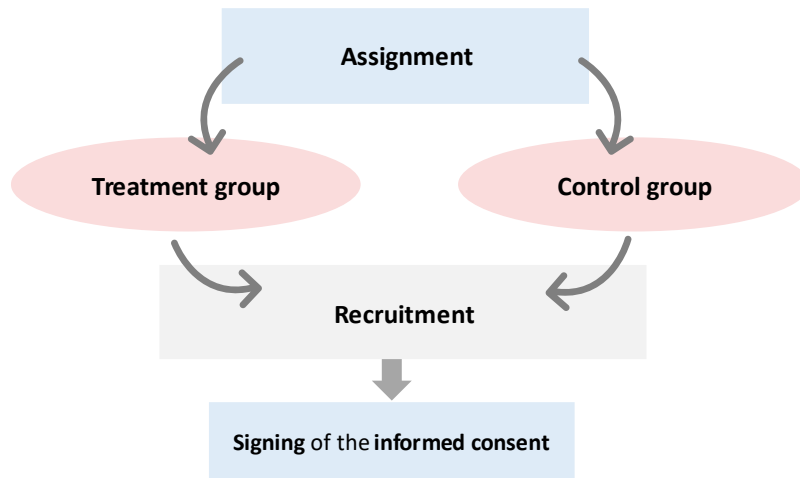 Assignment
Treatment group
Control group
Recruitment
Signing of the informed consent